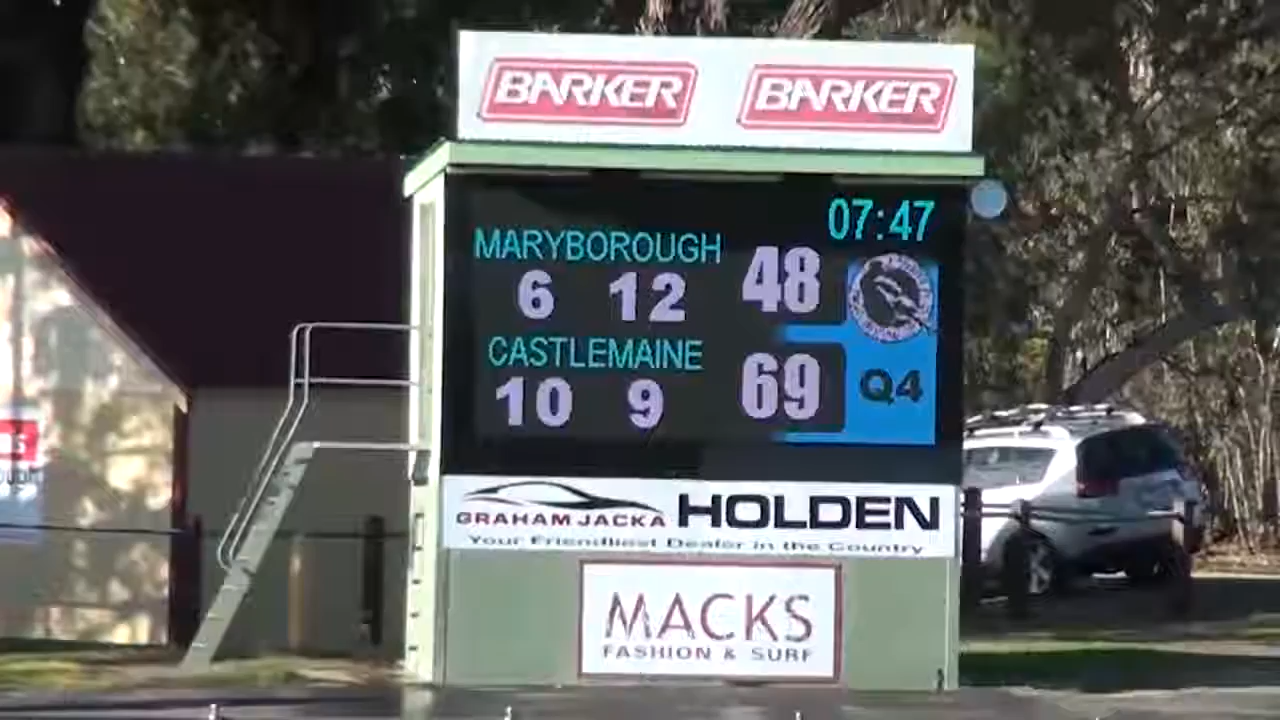 BARKER BARKER
07:47
MARYBOROUGH
6 12 48
CASTLEMAINE
10 9 69
Q4
GRAHAM JACKA HOLDEN
Your Friendliest Dealer in the Country
MACKS
FASHION & SURF